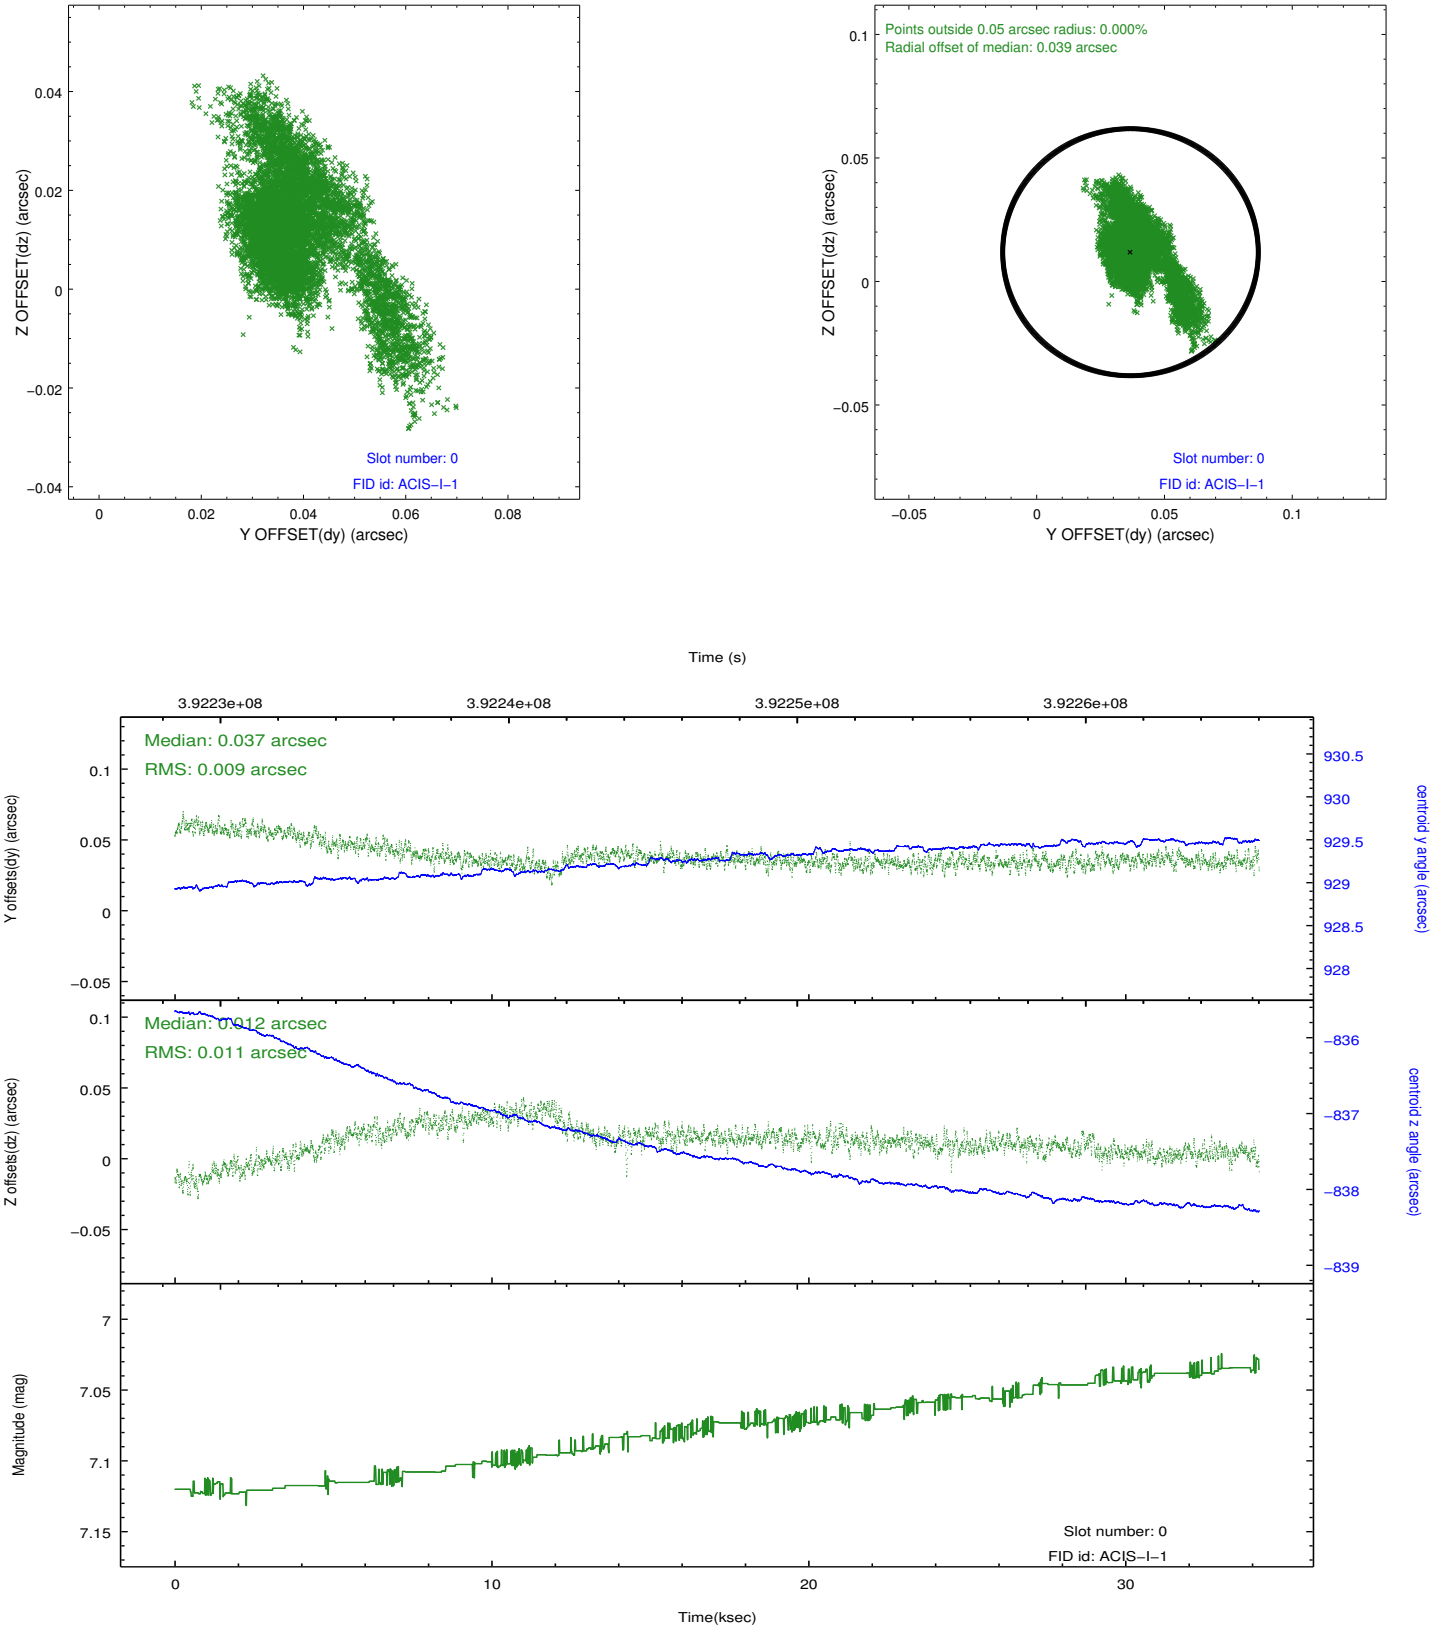 0.04
0.02
0
−0.02
−0.04
Z OFFSET(dz) (arcsec)
Slot number: 0
FID id: ACIS−I−1
0 0.02 0.04 0.06 0.08
Y OFFSET(dy) (arcsec)
Points outside 0.05 arcsec radius: 0.000%
Radial offset of median: 0.039 arcsec
0.1
0.05
0
−0.05
Z OFFSET(dz) (arcsec)
Slot number: 0
FID id: ACIS−I−1
−0.05 0 0.05 0.1
Y OFFSET(dy) (arcsec)
Time (s)
3.9223e+08 3.9224e+08 3.9225e+08 3.9226e+08
Median: 0.037 arcsec
RMS: 0.009 arcsec
0.1
0.05
0
−0.05
Y offsets(dy) (arcsec)
930.5
930
929.5
929
928.5
928
centroid y angle (arcsec)
Median: 0.012 arcsec
RMS: 0.011 arcsec
0.1
0.05
0
−0.05
Z offsets(dz) (arcsec)
−836
−837
−838
−839
centroid z angle (arcsec)
7
7.05
7.1
7.15
Magnitude (mag)
Slot number: 0
FID id: ACIS−I−1
0 10 20 30
Time(ksec)